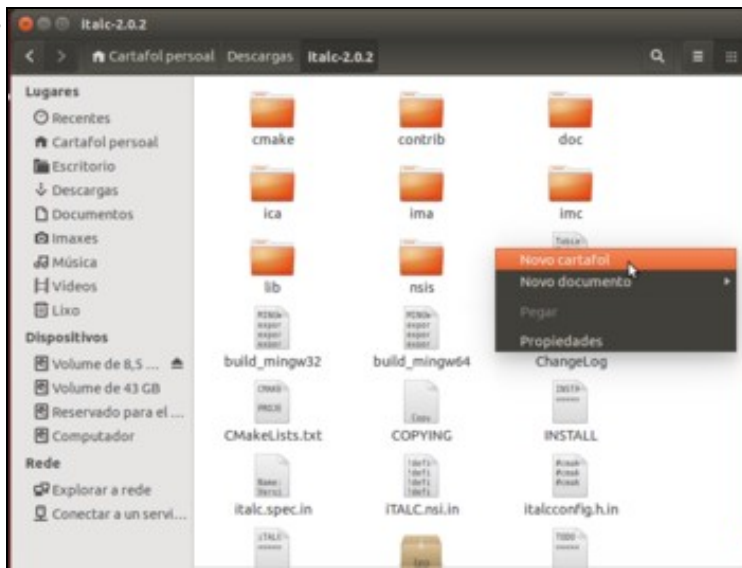 italc-2.0.2
Cartafol persoal Descargas italc-2.0.2
Lugares
Recentes
Cartafol persoal
Escritorio
Descargas
Documentos
Imaxes
Música
Vídeos
Lixo
Dispositivos
Volume de 8,5 ...
Volume de 43 GB
Reservado para el ...
Computador
Rede
Explorar a rede
Conectar a un servi...
cmake contrib doc
ica ima imc
lib nsis
Novo cartafol
Novo documento
Pegar
Propiedades
build_mingw32 build_mingw64 ChangeLog
CMakeLists.txt COPYING INSTALL
italc.spec.in iTALC.nsi.in italcconfig.h.in